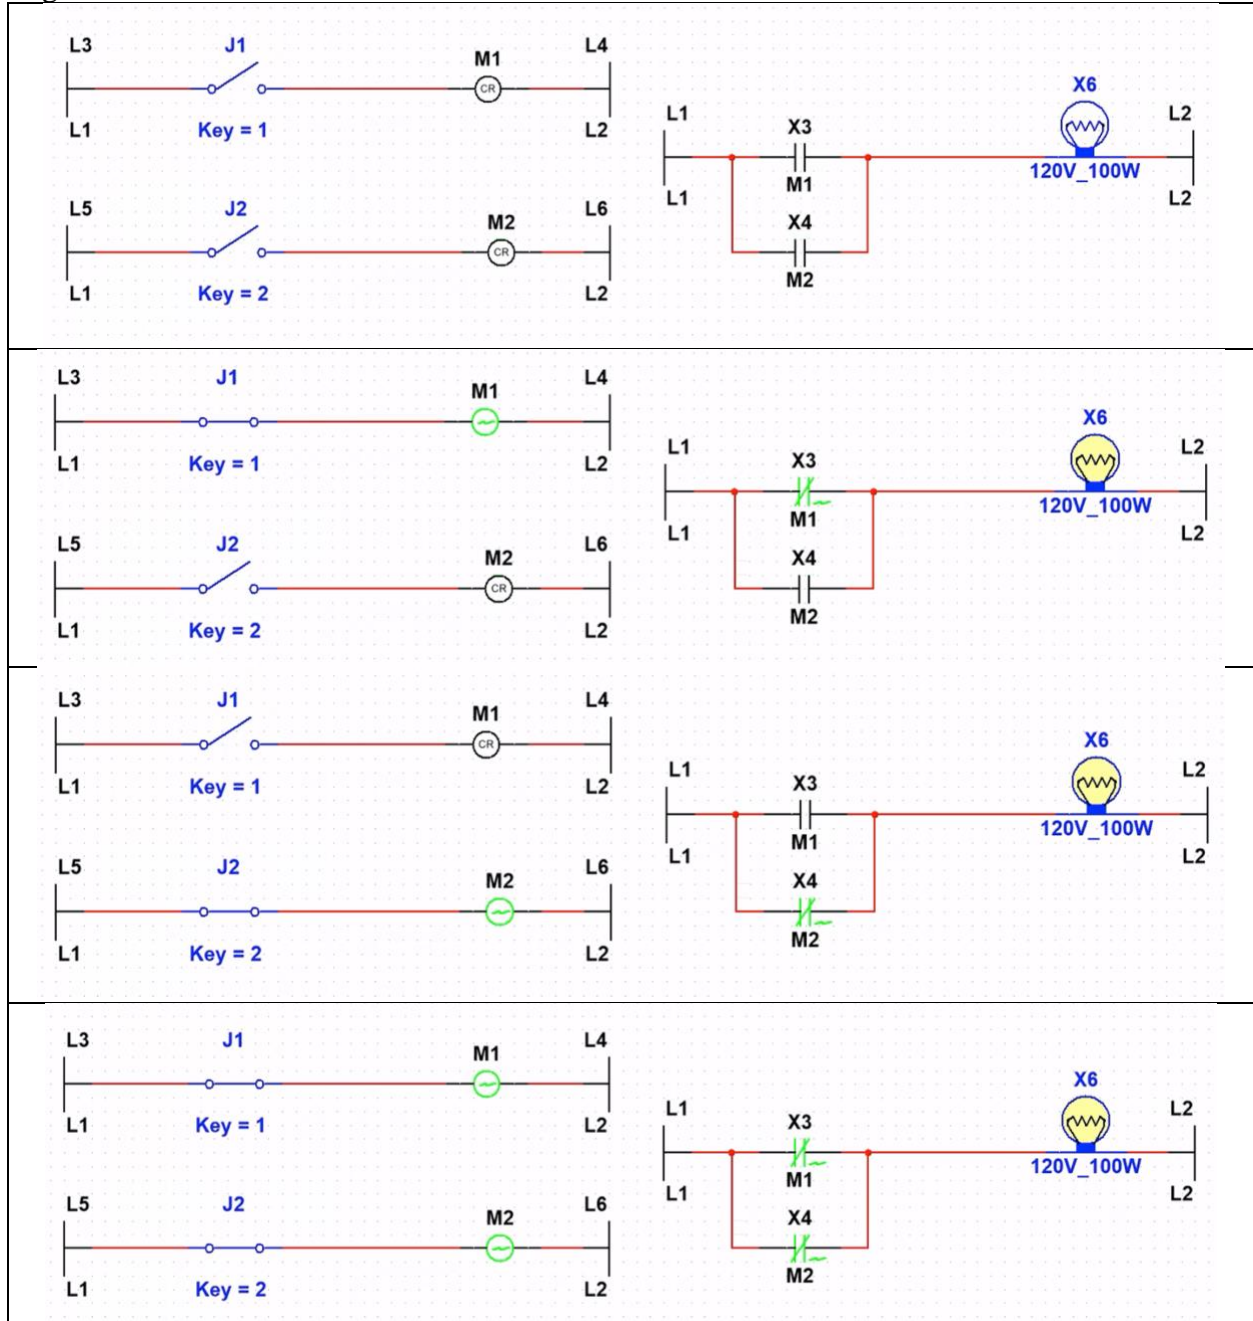 L3 J1 M1 L4
CR
L1 Key = 1 L2
L5 J2 M2 L6
CR
L1 Key = 2 L2
X6
L1 X3 L2
120V_100W
L1 M1 L2
X4
M2
L3 J1 M1 L4
L1 Key = 1 L2
L5 J2 M2 L6
CR
L1 Key = 2 L2
X6
L1 X3 L2
120V_100W
L1 M1 L2
X4
M2
L3 J1 M1 L4
CR
L1 Key = 1 L2
L5 J2 M2 L6
L1 Key = 2 L2
X6
L1 X3 L2
120V_100W
L1 M1 L2
X4
M2
L3 J1 M1 L4
L1 Key = 1 L2
L5 J2 M2 L6
L1 Key = 2 L2
X6
L1 X3 L2
120V_100W
L1 M1 L2
X4
M2